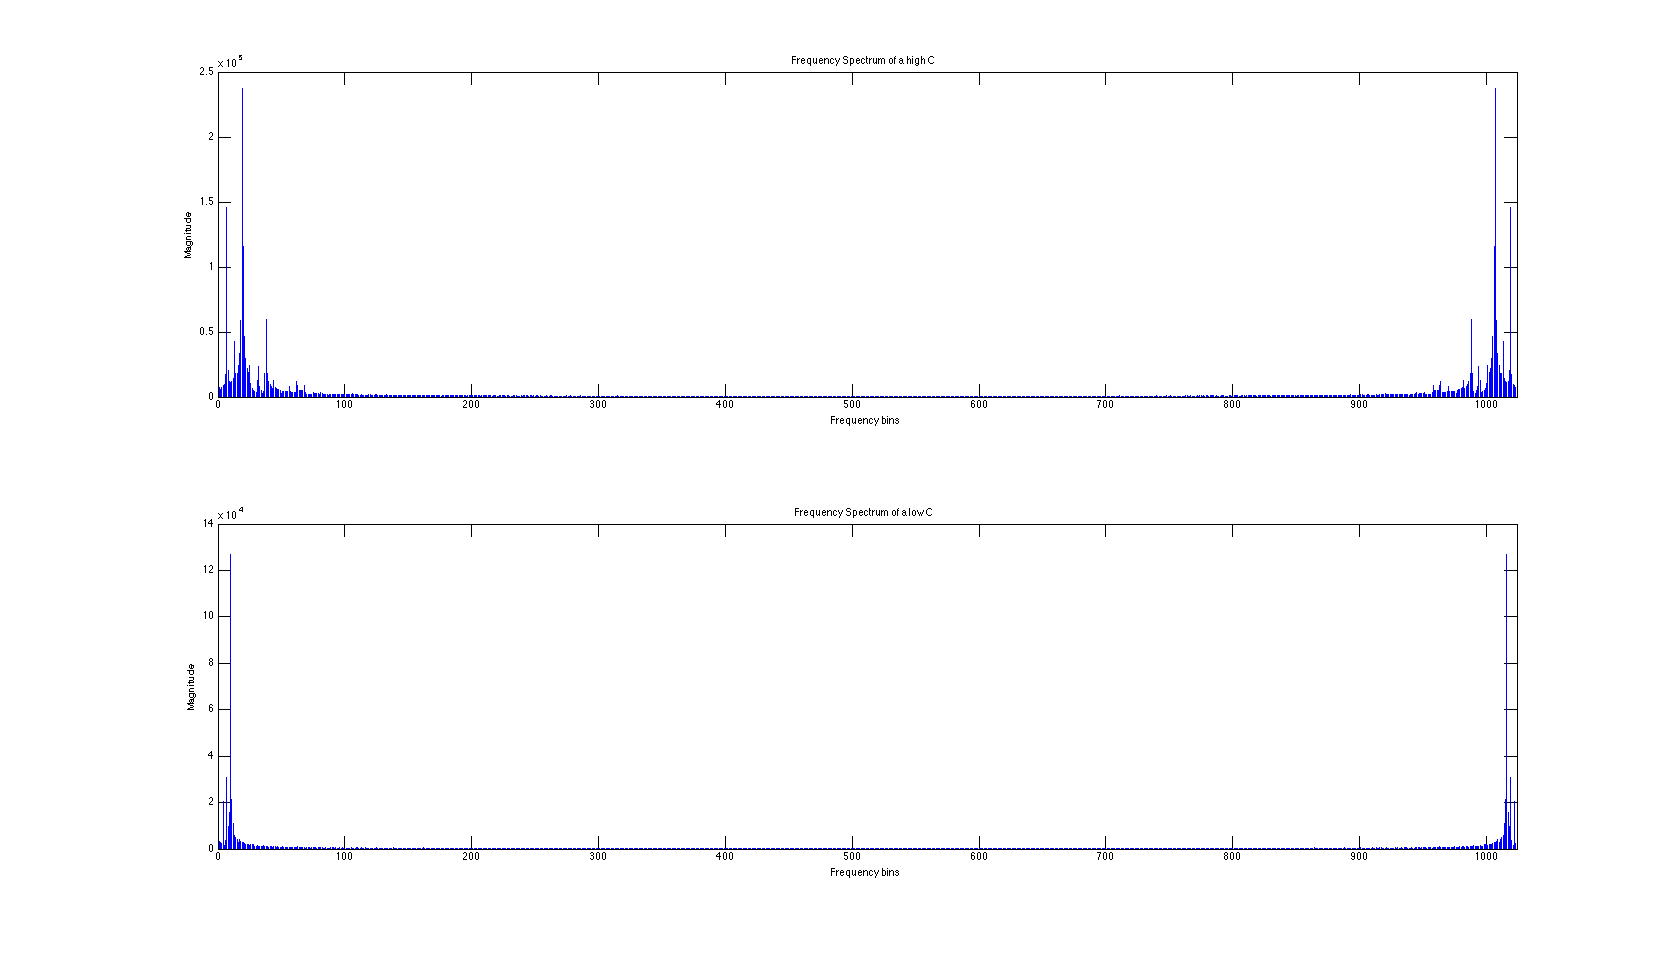 x 10^5
Frequency Spectrum of a high C
2.5
2
1.5
1
0.5
0
Magnitude
0 100 200 300 400 500 600 700 800 900 1000
Frequency bins
x 10^4
Frequency Spectrum of a low C
14
12
10
8
6
4
2
0
Magnitude
0 100 200 300 400 500 600 700 800 900 1000
Frequency bins